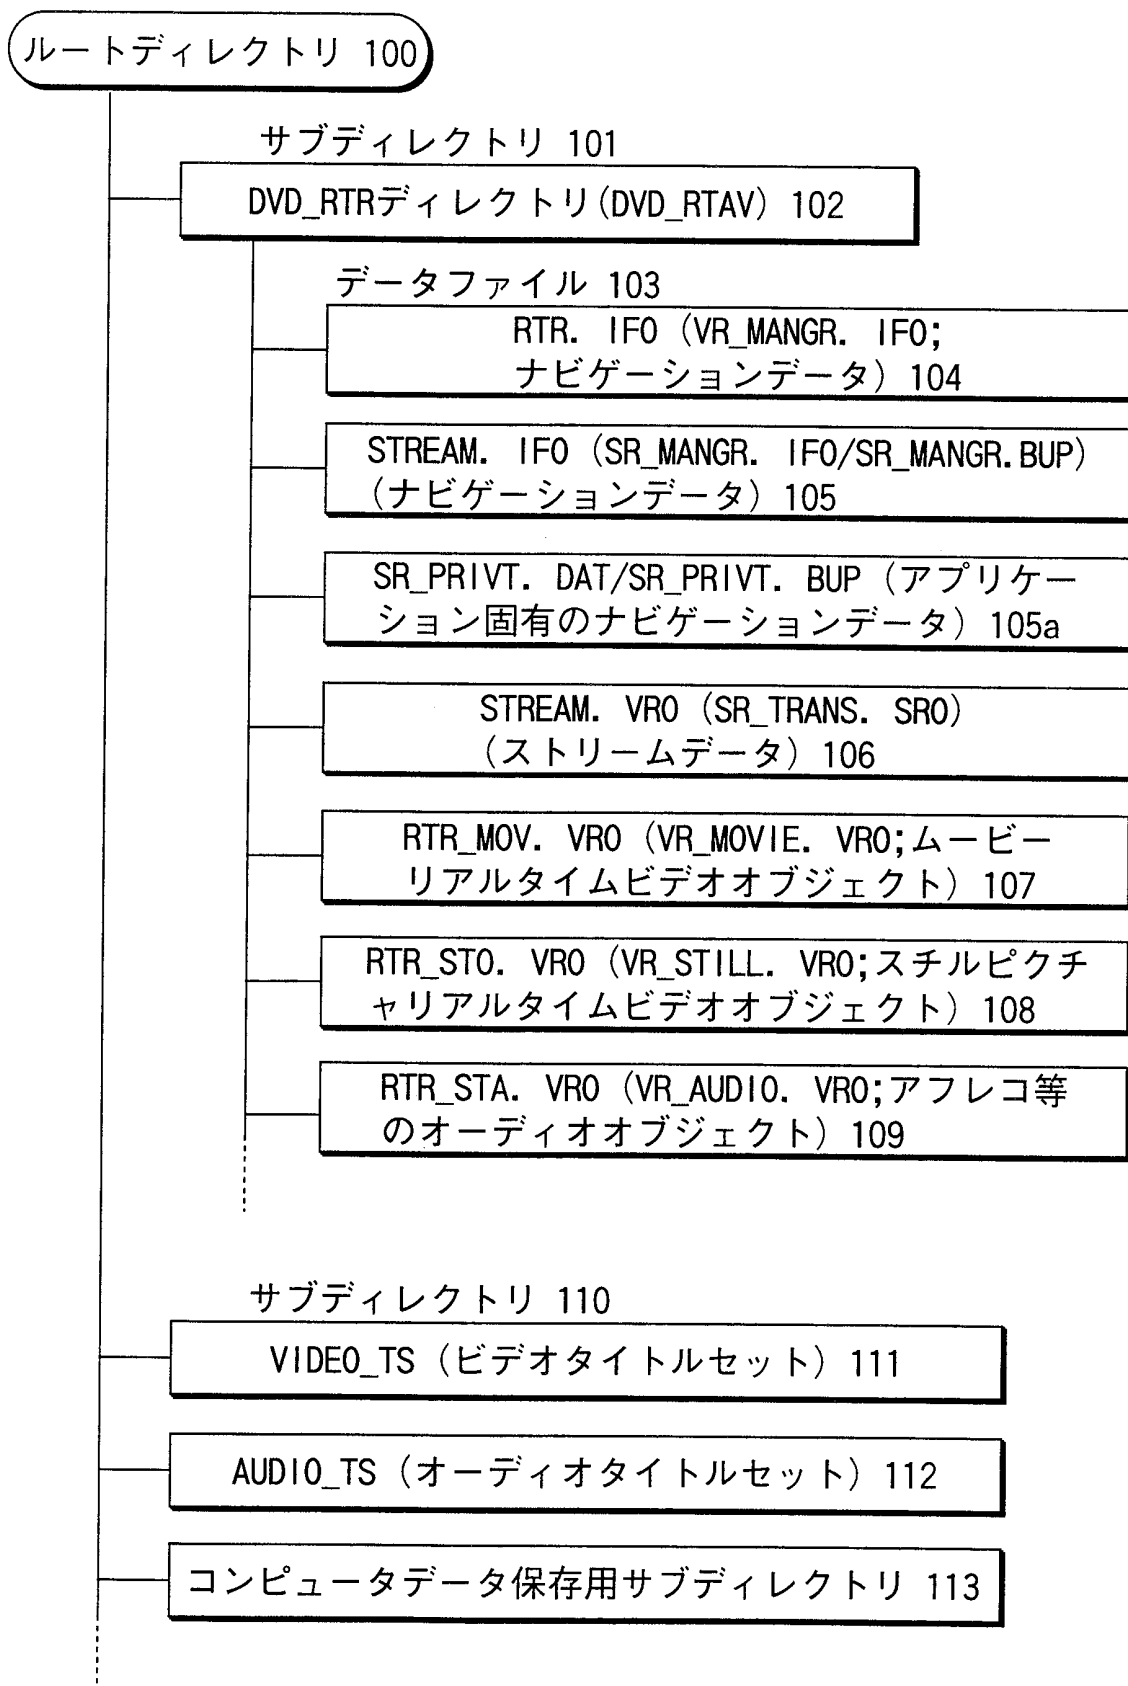 ルートディレクトリ 100
サブディレクトリ 101
DVD_RTRディレクトリ(DVD_RTAV) 102
データファイル 103
RTR. IFO (VR_MANGR. IFO;
ナビゲーションデータ) 104
STREAM. IFO (SR_MANGR. IFO/SR_MANGR.BUP)
(ナビゲーションデータ) 105
SR_PRIVT. DAT/SR_PRIVT. BUP (アプリケー
ション固有のナビゲーションデータ) 105a
STREAM. VRO (SR_TRANS. SRO)
(ストリームデータ) 106
RTR_MOV. VRO (VR_MOVIE. VRO;ムービー
リアルタイムビデオオブジェクト) 107
RTR_STO. VRO (VR_STILL. VRO;スチルピクチ
ャリアルタイムビデオオブジェクト) 108
RTR_STA. VRO (VR_AUDIO. VRO;アフレコ等
のオーディオオブジェクト) 109
サブディレクトリ 110
VIDEO_TS (ビデオタイトルセット) 111
AUDIO_TS (オーディオタイトルセット) 112
コンピュータデータ保存用サブディレクトリ 113